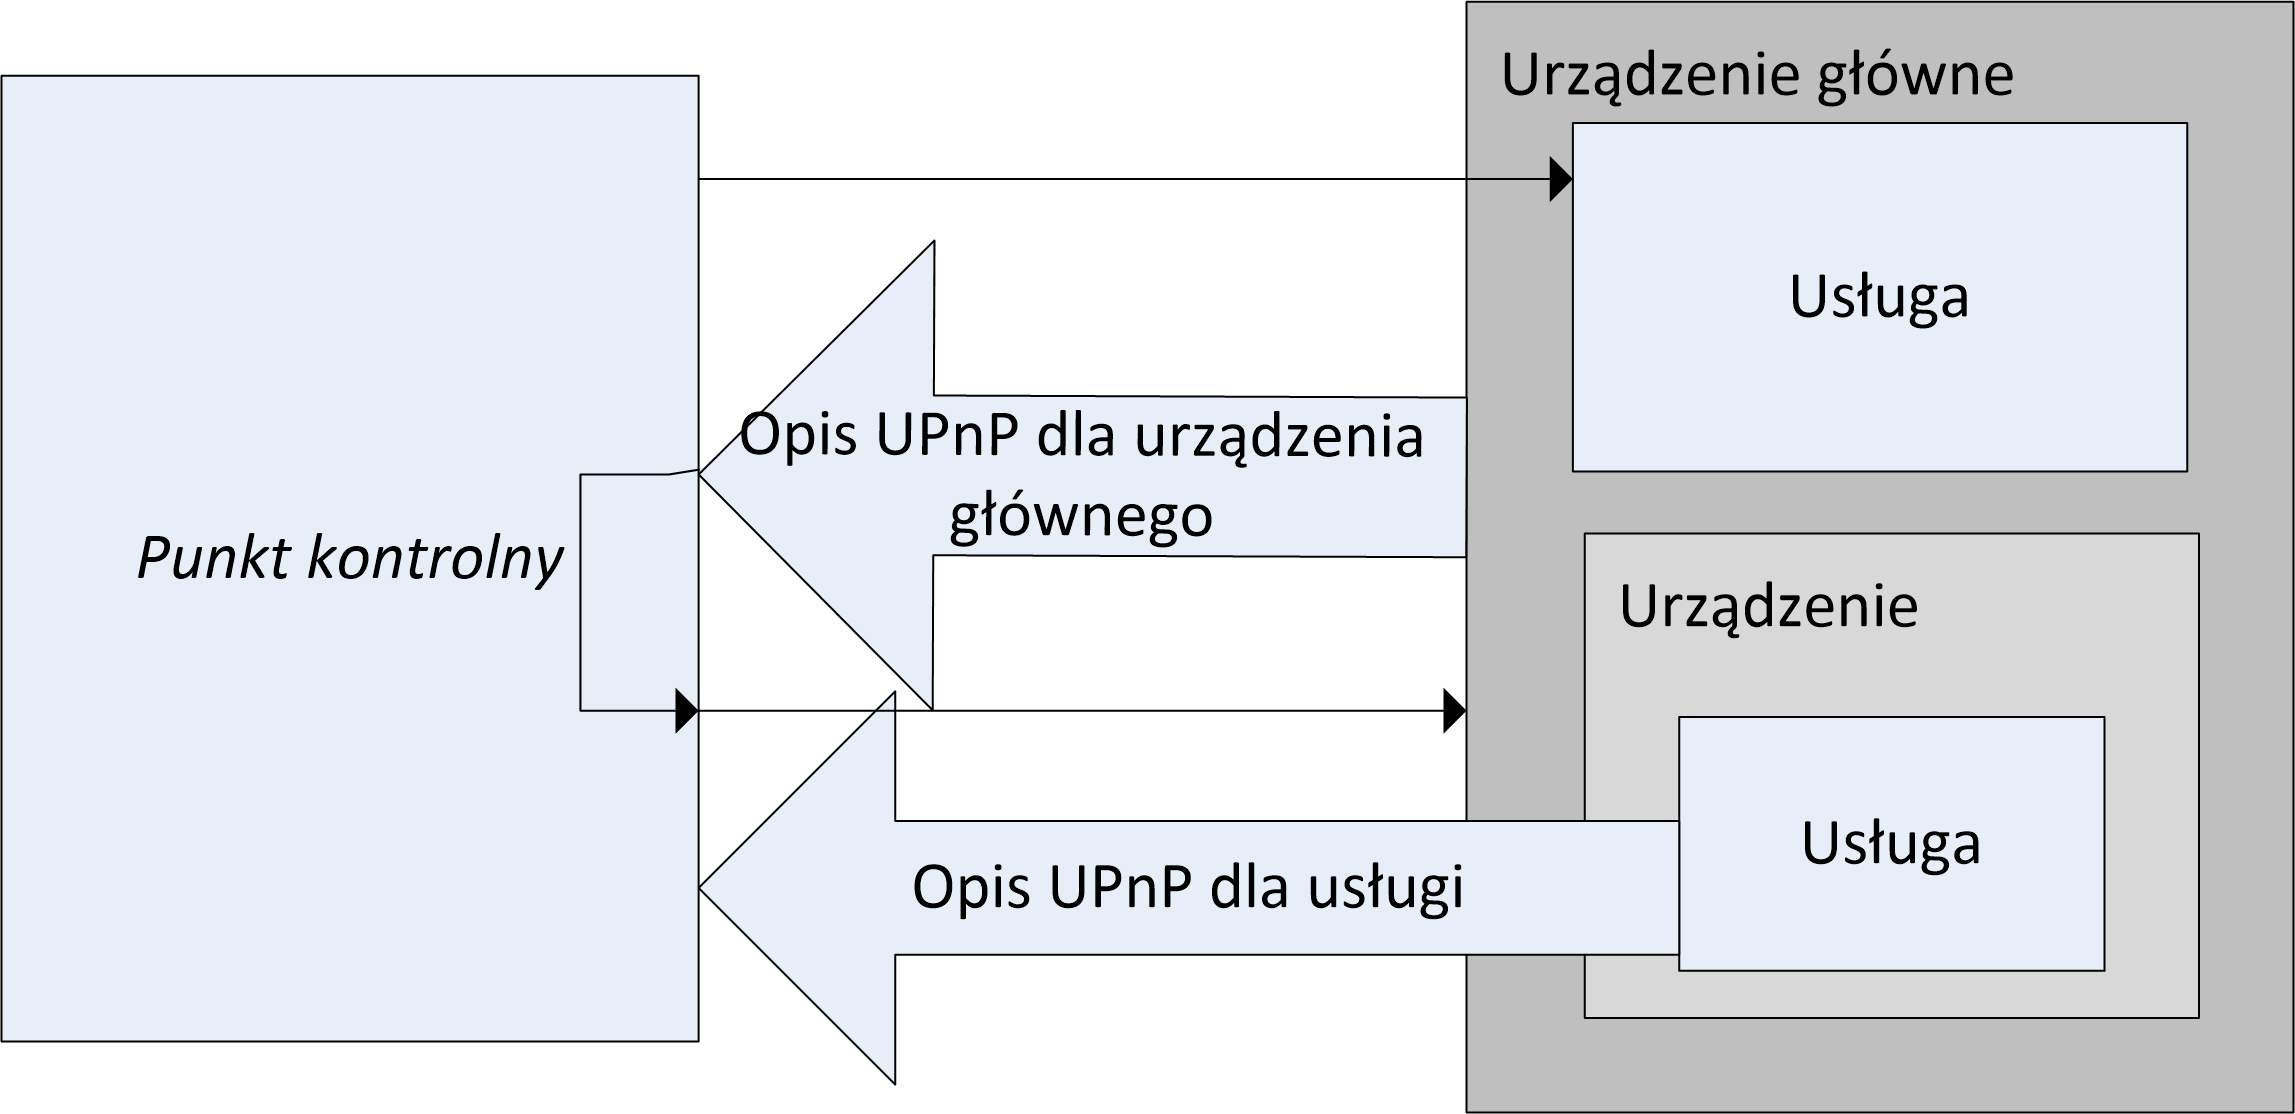 Urządzenie główne
Usługa
Opis UPnP dla urządzenia
głównego
Punkt kontrolny
Urządzenie
Usługa
Opis UPnP dla usługi